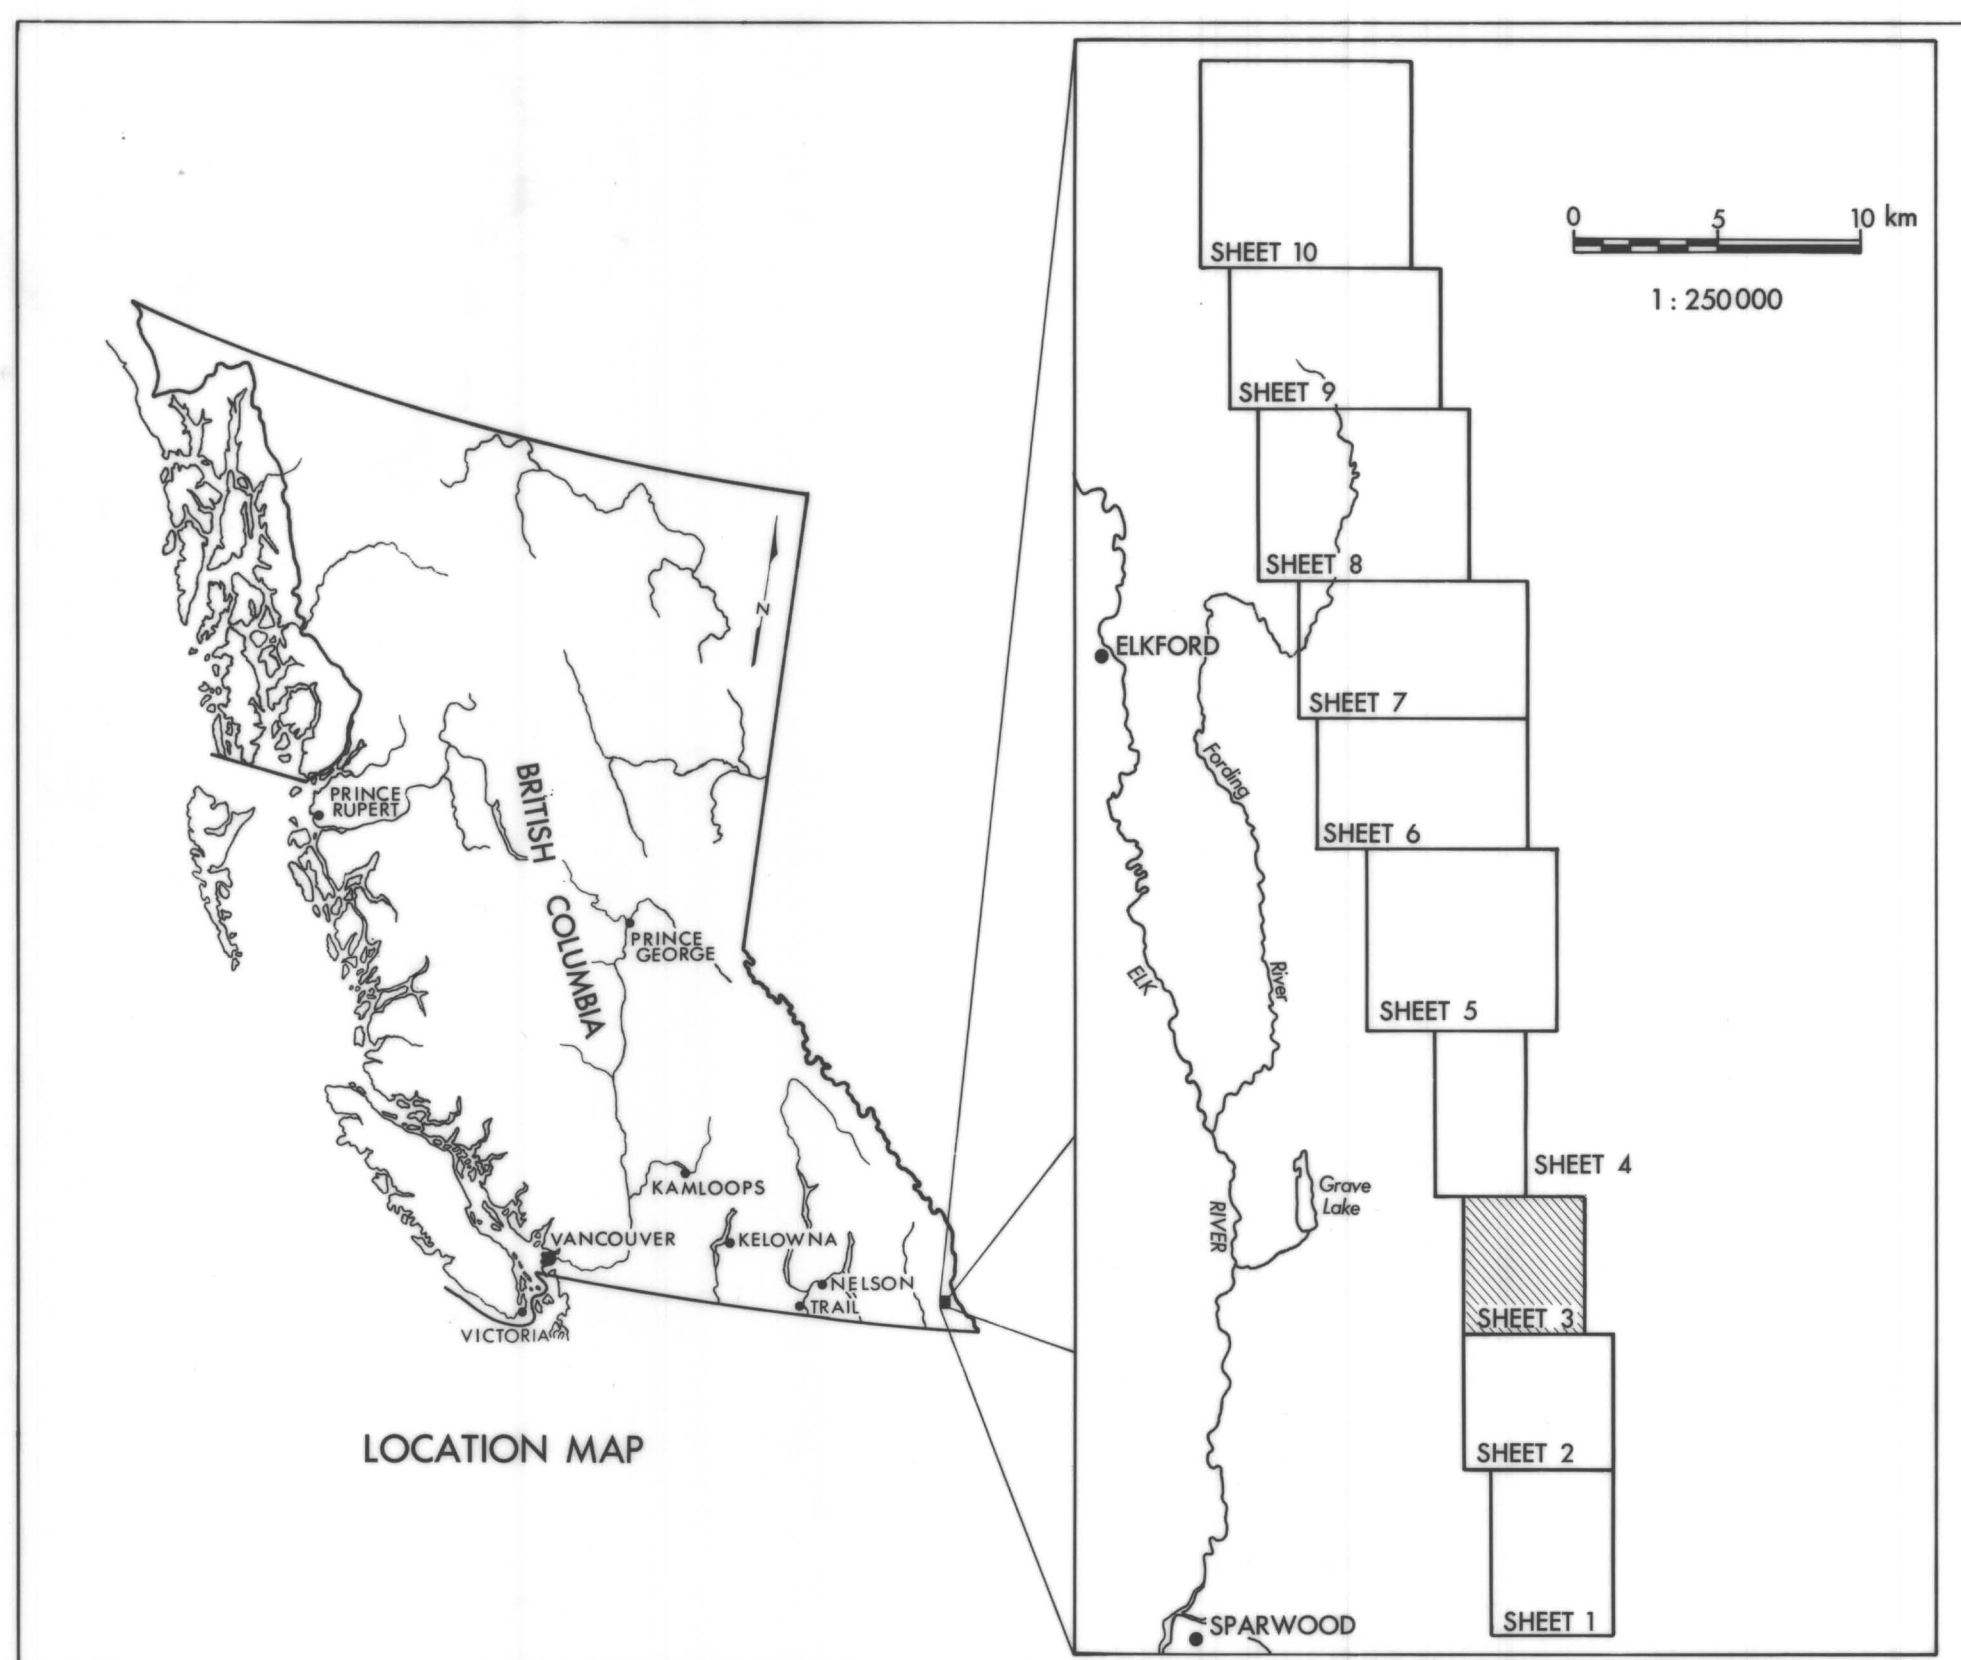 0 5 10 km
1 : 250 000
SHEET 10
SHEET 9
SHEET 8
ELKFORD
SHEET 7
Fording
SHEET 6
River
ELK
SHEET 5
SHEET 4
Grave
Lake
RIVER
SHEET 3
SHEET 2
SHEET 1
SPARWOOD
N
PRINCE
RUPERT
BRITISH
COLUMBIA
PRINCE
GEORGE
KAMLOOPS
VANCOUVER
KELOWNA
NELSON
TRAIL
VICTORIA
LOCATION MAP